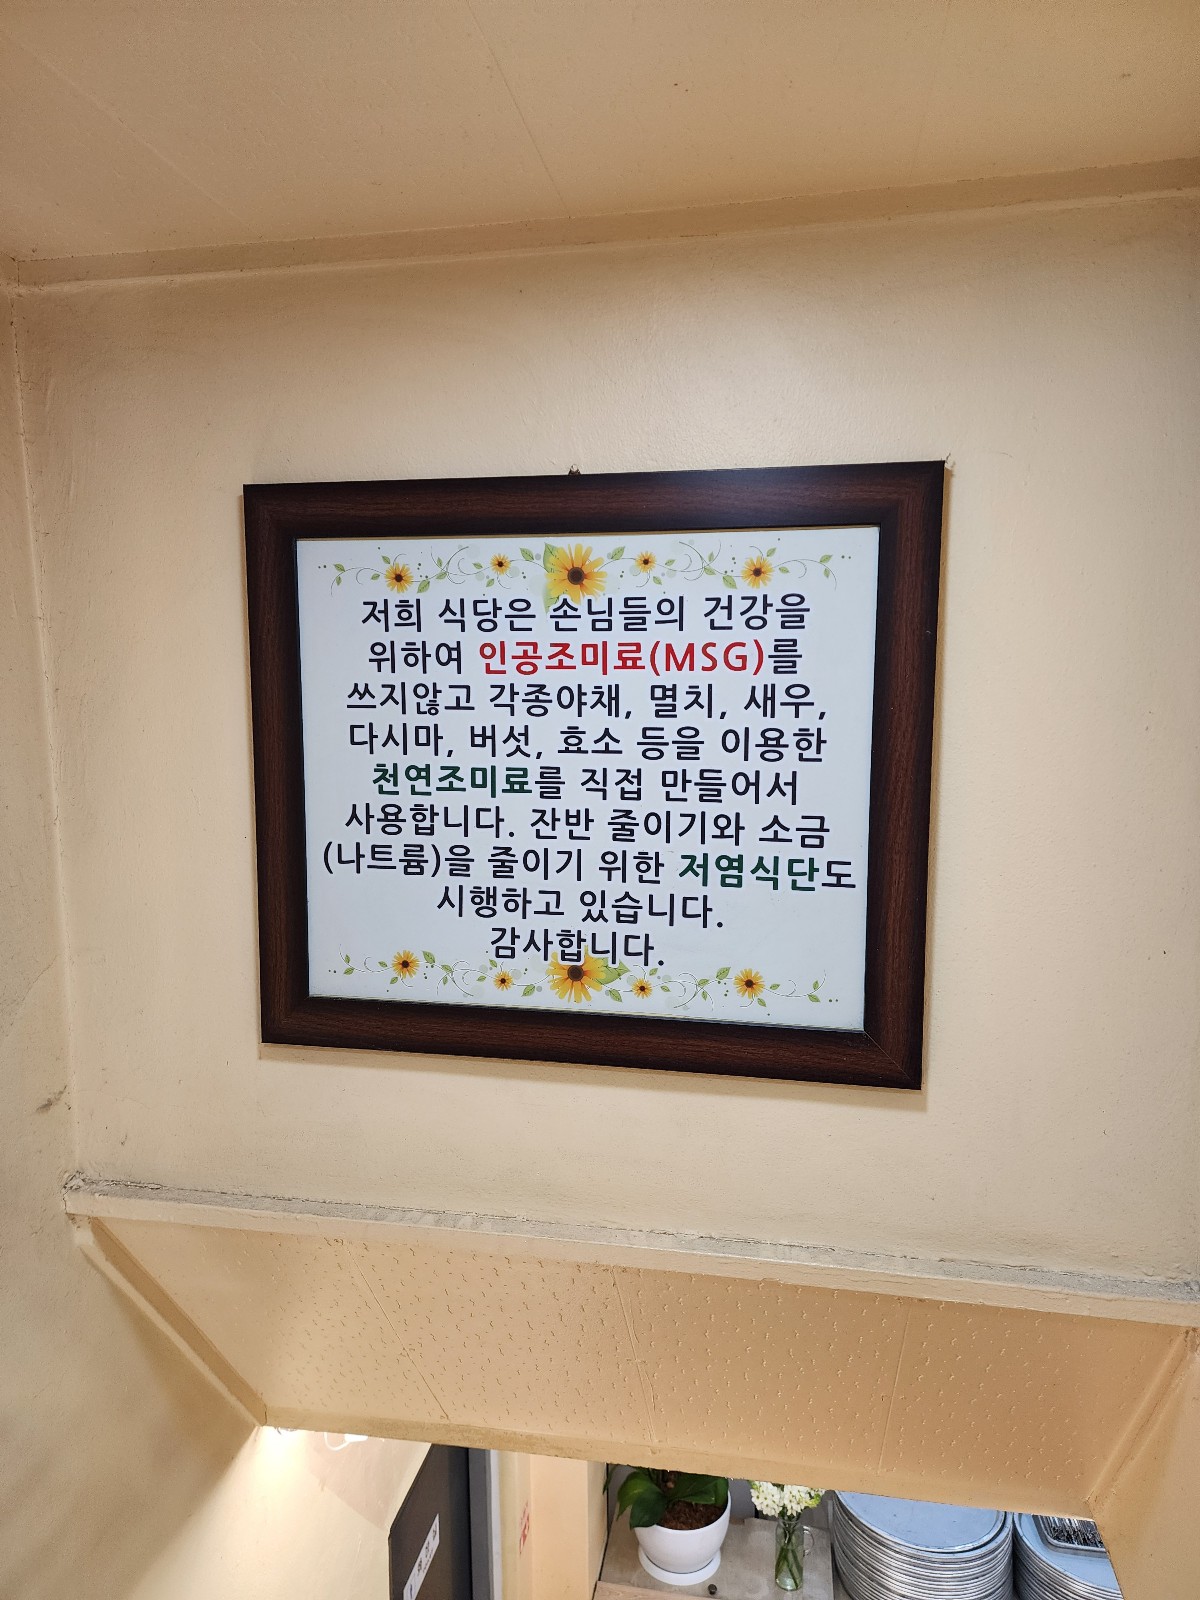 저희 식당은 손님들의 건강을
위하여 인공조미료(MSG)를
쓰지않고 각종야채, 멸치, 새우,
다시마, 버섯, 효소 등을 이용한
천연조미료를 직접 만들어서
사용합니다. 잔반 줄이기와 소금
(나트륨)을 줄이기 위한 저염식단도
시행하고 있습니다.
감사합니다.